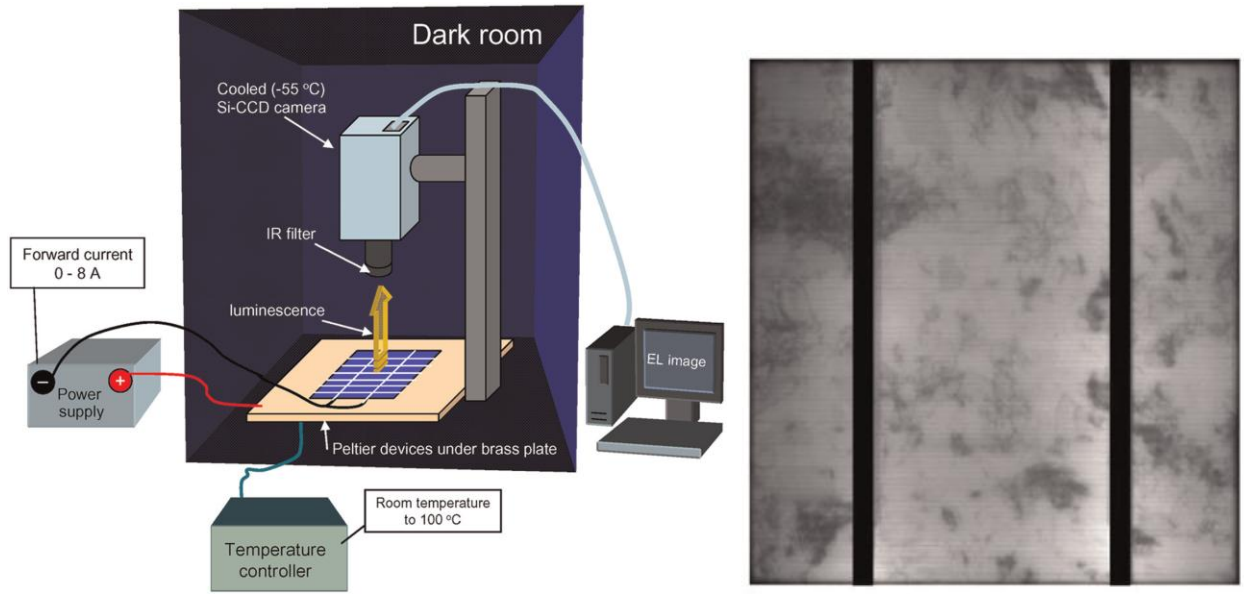 Dark room
Cooled (-55 °C)
Si-CCD camera
IR filter
Forward current
0 - 8 A
luminescence
EL image
−
+
Power
supply
Peltier devices under brass plate
Room temperature
to 100 °C
Temperature
controller